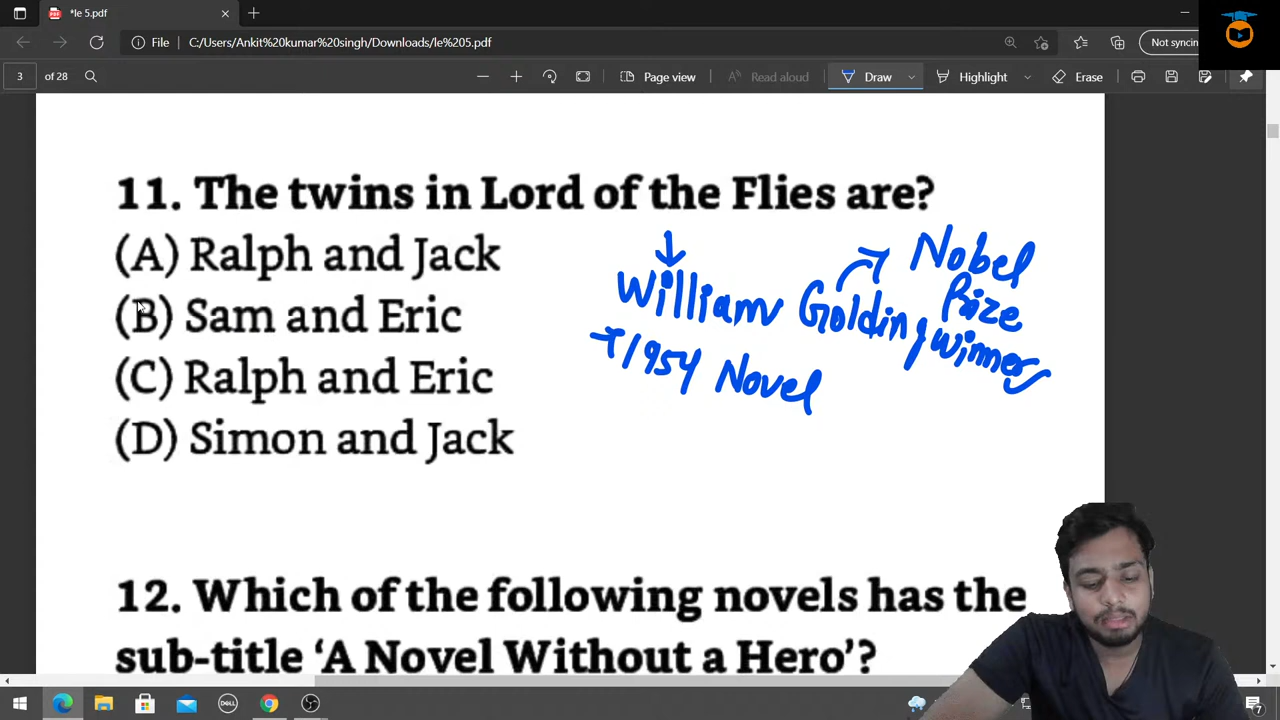 *le 5.pdf
File
C:/Users/Ankit%20kumar%20singh/Downloads/le%205.pdf
Not syncin
3 of 28
Page view
Read aloud
Draw
Highlight
Erase
11. The twins in Lord of the Flies are?
(A) Ralph and Jack
(B) Sam and Eric
(C) Ralph and Eric
(D) Simon and Jack
William Golding
Nobel
Prize
Winner
1954 Novel
12. Which of the following novels has the
sub-title ‘A Novel Without a Hero’?
DELL
7